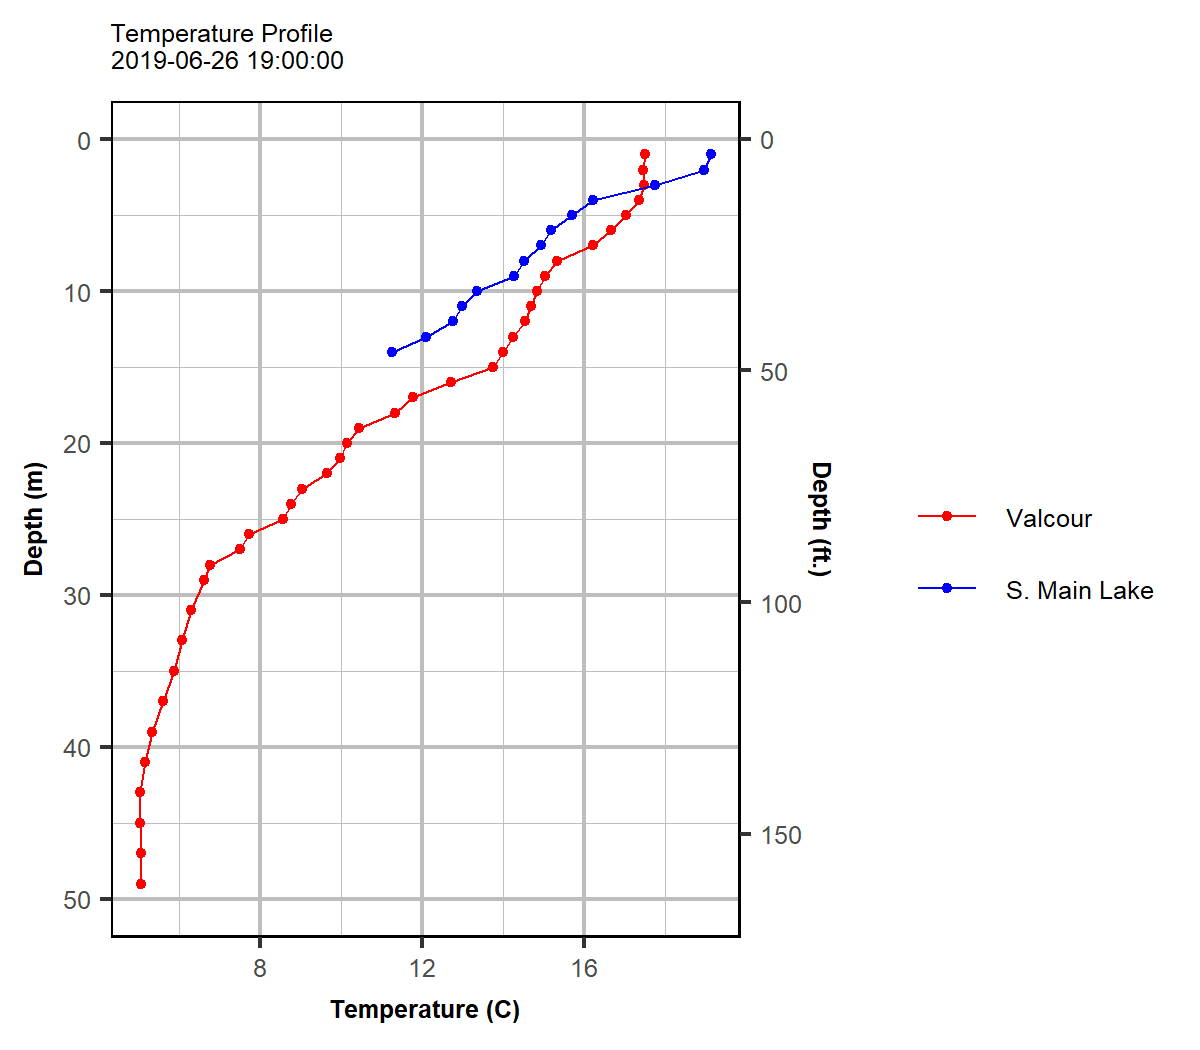 Temperature Profile
2019-06-26 19:00:00
0
10
20
30
40
50
Depth (m)
0
50
100
150
Depth (ft.)
8
12
16
Temperature (C)
Valcour
S. Main Lake